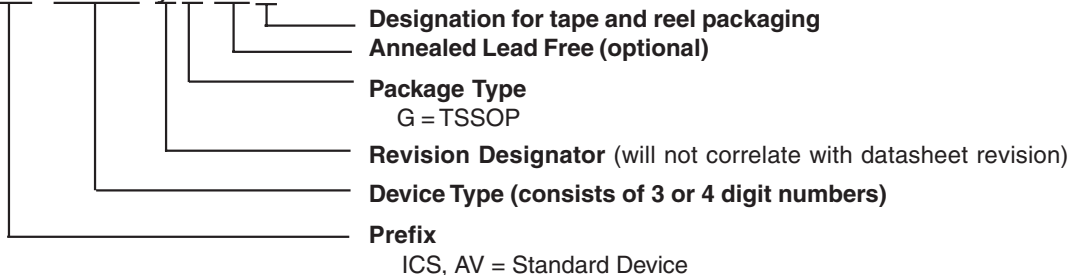 Designation for tape and reel packaging
Annealed Lead Free (optional)
Package Type
G = TSSOP
Revision Designator (will not correlate with datasheet revision)
Device Type (consists of 3 or 4 digit numbers)
Prefix
ICS, AV = Standard Device